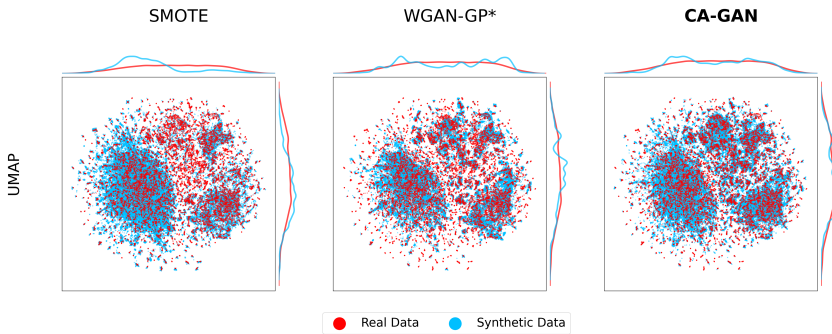 SMOTE
WGAN-GP*
CA-GAN
UMAP
Real Data
Synthetic Data